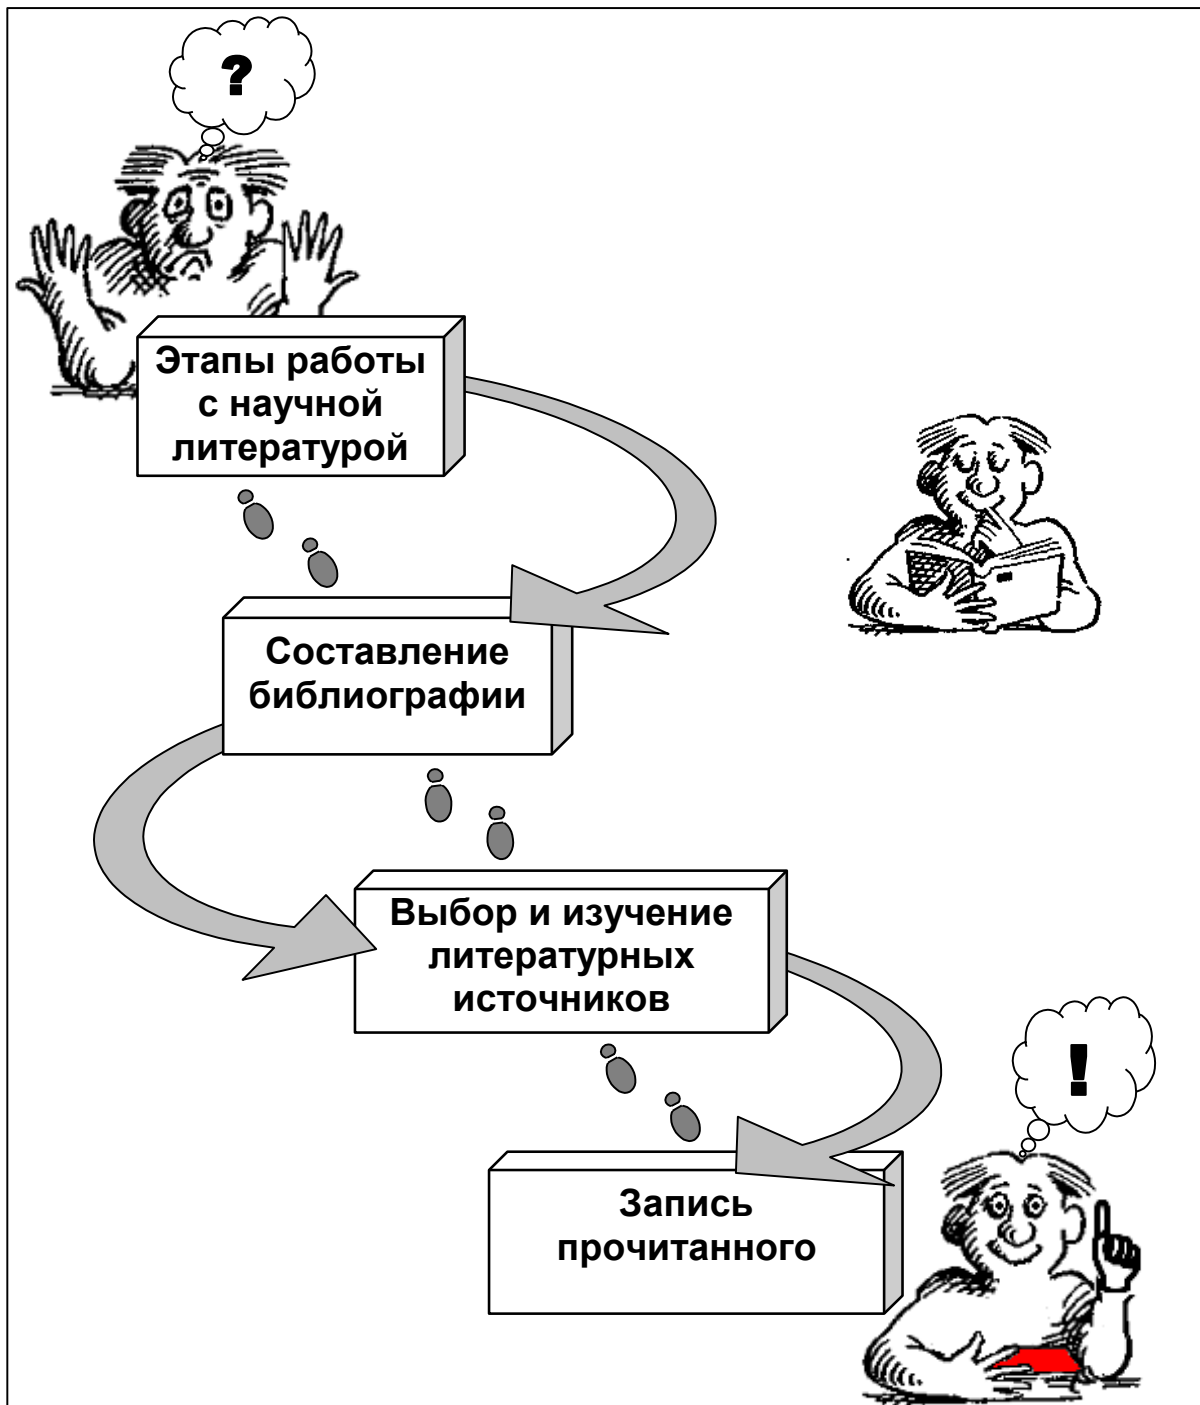 ?
Этапы работы
с научной
литературой
Составление
библиографии
Выбор и изучение
литературных
источников
!
Запись
прочитанного